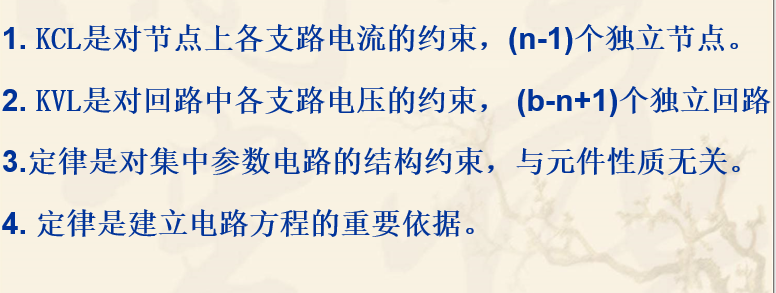 1. KCL是对节点上各支路电流的约束，(n-1)个独立节点。
2. KVL是对回路中各支路电压的约束， (b-n+1)个独立回路
3.定律是对集中参数电路的结构约束，与元件性质无关。
4. 定律是建立电路方程的重要依据。